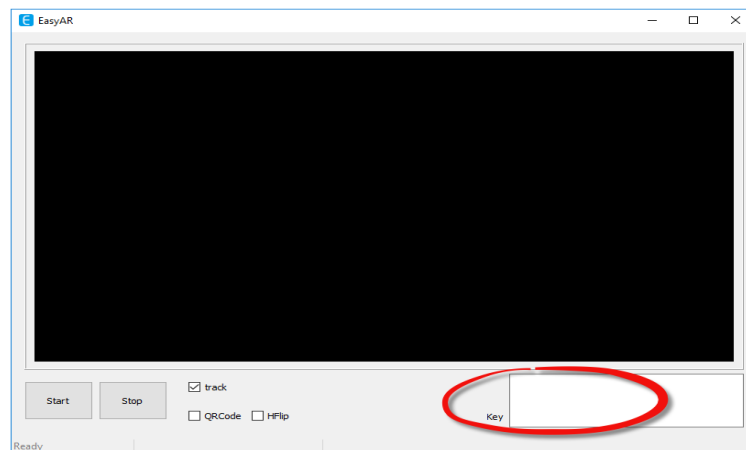 EasyAR
track
Start Stop
QRCode HFlip
Key
Ready